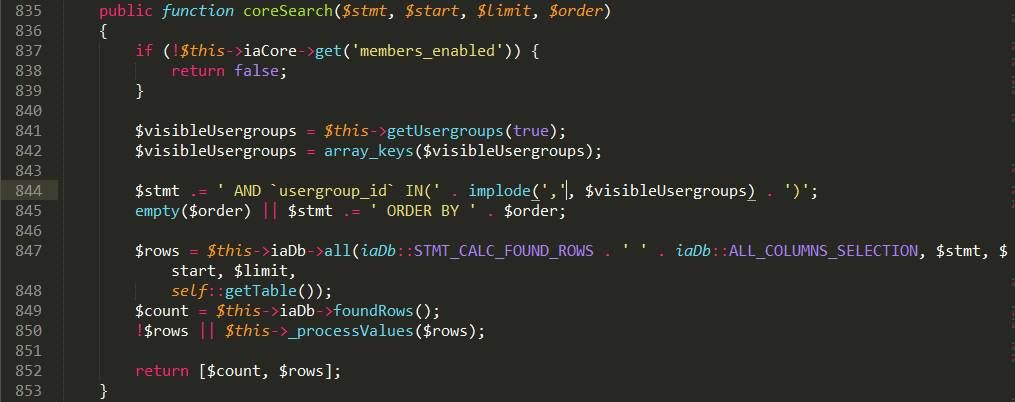 835 public function coreSearch($stmt, $start, $limit, $order)
836 {
837 if (!$this->iaCore->get('members_enabled')) {
838 return false;
839 }
840
841 $visibleUsergroups = $this->getUsergroups(true);
842 $visibleUsergroups = array_keys($visibleUsergroups);
843
844 $stmt .= ' AND `usergroup_id` IN(' . implode(',', $visibleUsergroups) . ')';
845 empty($order) || $stmt .= ' ORDER BY ' . $order;
846
847 $rows = $this->iaDb->all(iaDb::STMT_CALC_FOUND_ROWS . ' ' . iaDb::ALL_COLUMNS_SELECTION, $stmt, $
start, $limit,
848 self::getTable());
849 $count = $this->iaDb->foundRows();
850 !$rows || $this->_processValues($rows);
851
852 return [$count, $rows];
853 }